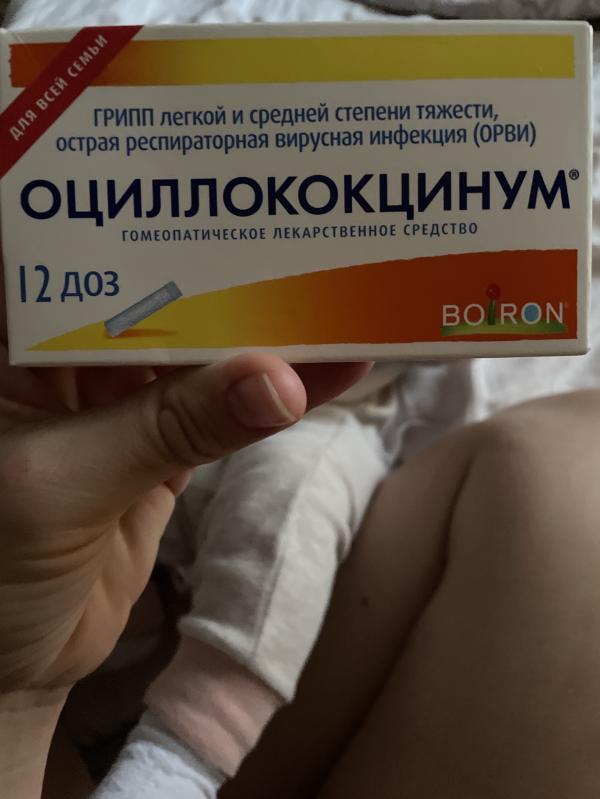 ДЛЯ ВСЕЙ СЕМЬИ
ГРИПП легкой и средней степени тяжести,
острая респираторная вирусная инфекция (ОРВИ)
ОЦИЛЛОКОКЦИНУМ®
ГОМЕОПАТИЧЕСКОЕ ЛЕКАРСТВЕННОЕ СРЕДСТВО
12 доз
BOIRON®